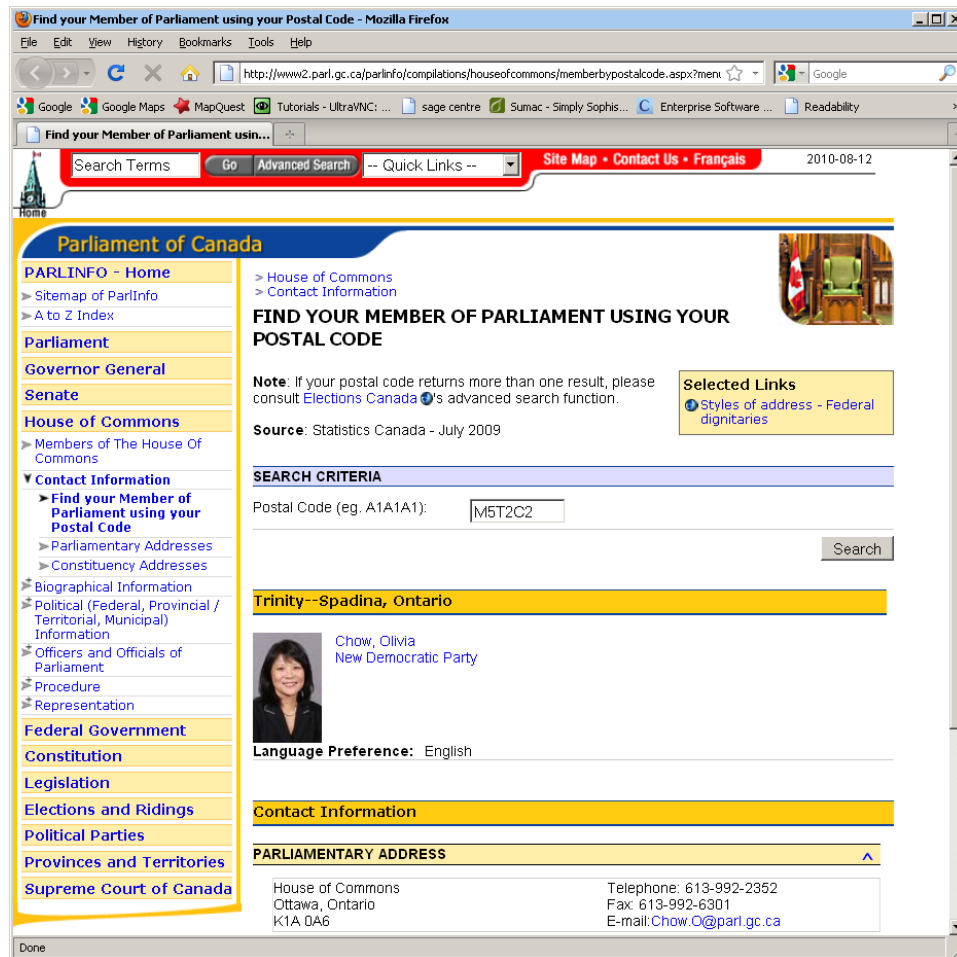 Find your Member of Parliament using your Postal Code - Mozilla Firefox
File Edit View History Bookmarks Tools Help
http://www2.parl.gc.ca/parlinfo/compilations/houseofcommons/memberbypostalcode.aspx?menu
Google
Google Google Maps MapQuest Tutorials - UltraVNC: ... sage centre Sumac - Simply Sophis... Enterprise Software ... Readability
Find your Member of Parliament usin...
Search Terms Go Advanced Search -- Quick Links -- Site Map • Contact Us • Français 2010-08-12
Home
Parliament of Canada
PARLINFO - Home
Sitemap of ParlInfo
A to Z Index
Parliament
Governor General
Senate
House of Commons
Members of The House Of
Commons
Contact Information
Find your Member of
Parliament using your
Postal Code
Parliamentary Addresses
Constituency Addresses
Biographical Information
Political (Federal, Provincial /
Territorial, Municipal)
Information
Officers and Officials of
Parliament
Procedure
Representation
Federal Government
Constitution
Legislation
Elections and Ridings
Political Parties
Provinces and Territories
Supreme Court of Canada
> House of Commons
> Contact Information
FIND YOUR MEMBER OF PARLIAMENT USING YOUR
POSTAL CODE
Note: If your postal code returns more than one result, please
consult Elections Canada's advanced search function.
Source: Statistics Canada - July 2009
Selected Links
Styles of address - Federal
dignitaries
SEARCH CRITERIA
Postal Code (eg. A1A1A1): M5T2C2
Search
Trinity--Spadina, Ontario
Chow, Olivia
New Democratic Party
Language Preference: English
Contact Information
PARLIAMENTARY ADDRESS
House of Commons
Ottawa, Ontario
K1A 0A6
Telephone: 613-992-2352
Fax: 613-992-6301
E-mail:Chow.O@parl.gc.ca
Done